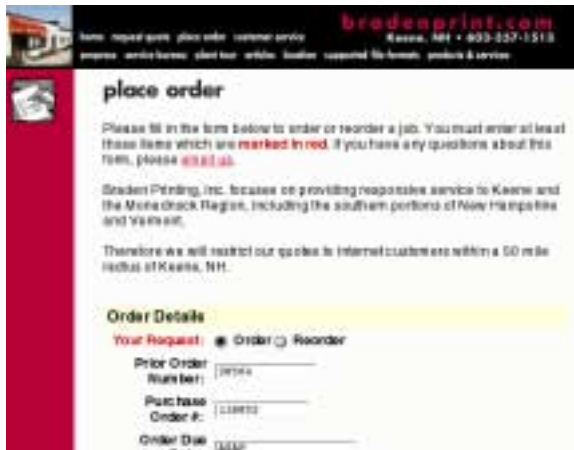 bradenprint.com
home request quote place order customer service
Keene, NH • 603-357-1515
prepress service bureau plant tour articles location supported file formats products & services
place order
Please fill in the form below to order or reorder a job. You must enter at least
those items which are marked in red. If you have any questions about this
form, please email us.
Braden Printing, Inc. focuses on providing responsive service to Keene and
the Monadnock Region, including the southern portions of New Hampshire
and Vermont.
Therefore we will restrict our quotes to Internet customers within a 50 mile
radius of Keene, NH.
Order Details
Your Request: Order Reorder
Prior Order
Number:
Purchase
Order #:
Order Due